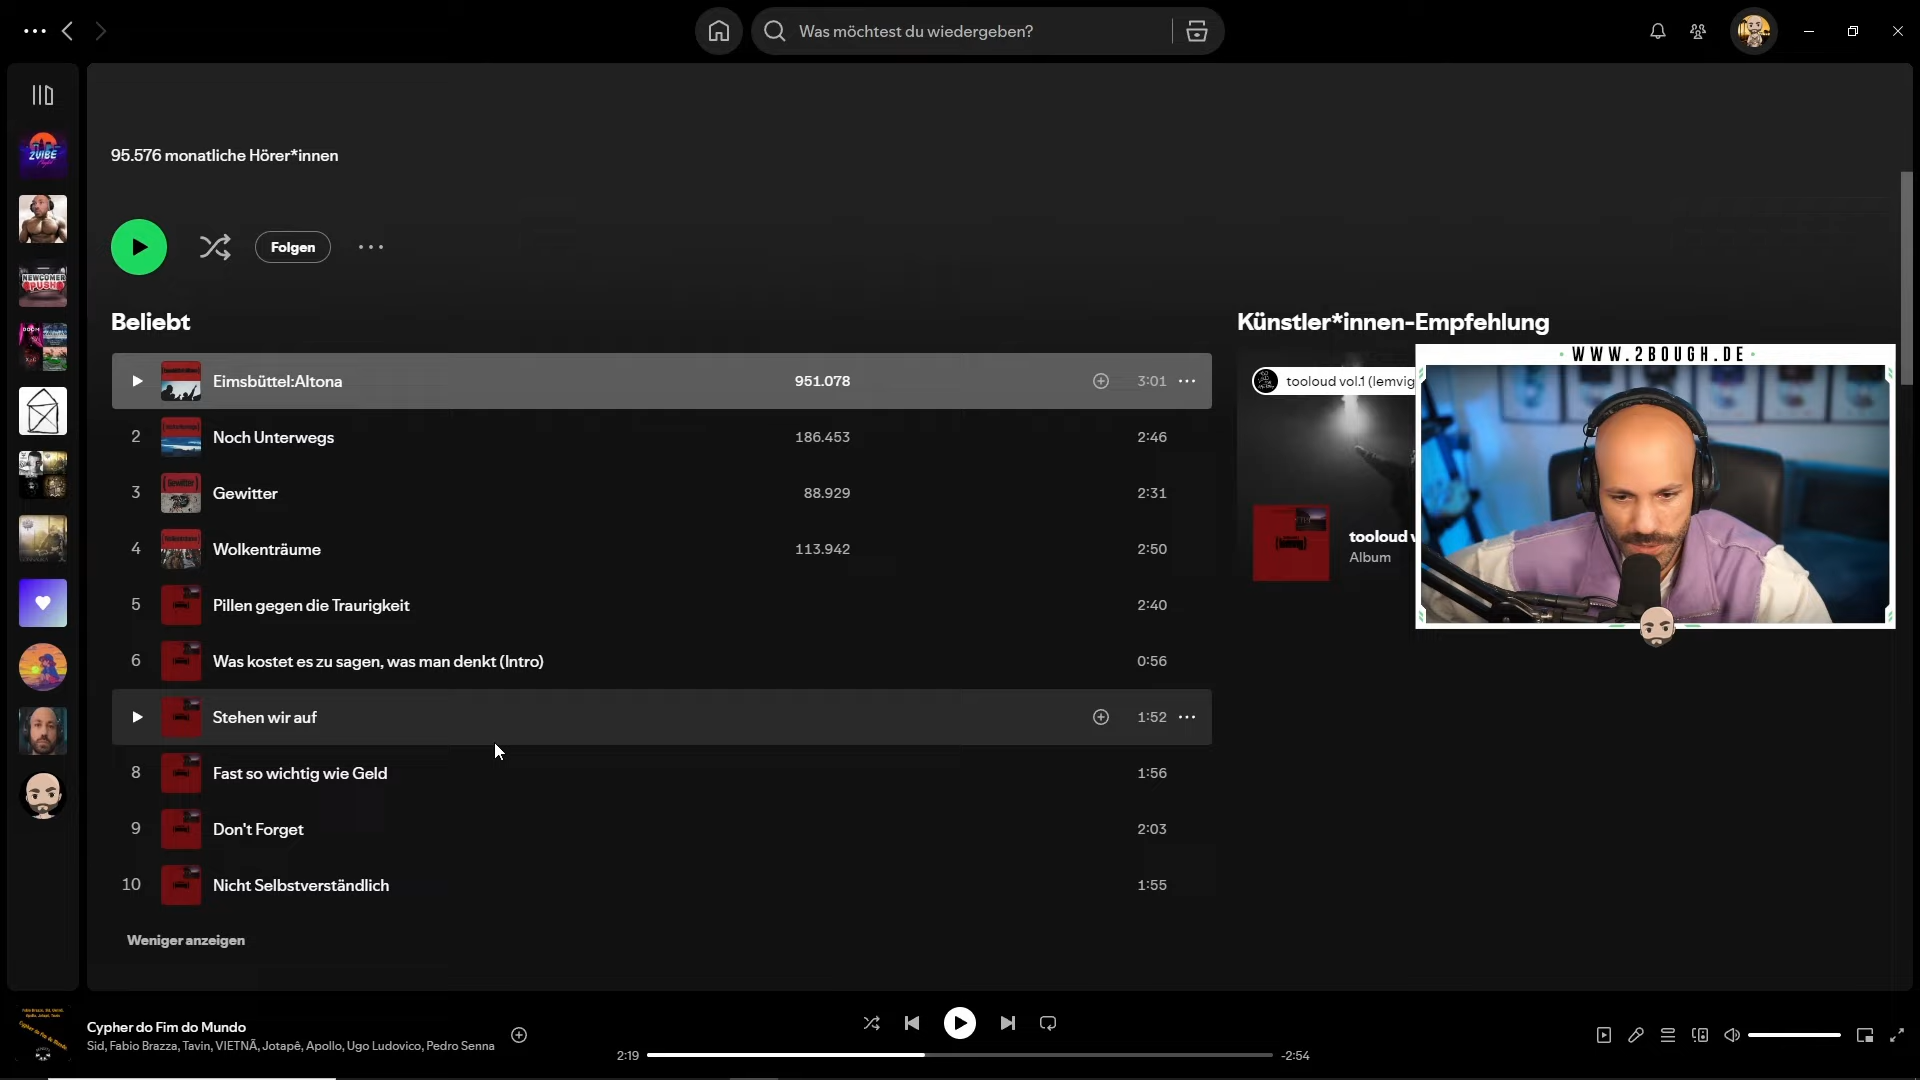 Was möchtest du wiedergeben?
2VIBE
NEWCOMER
PUSH
95.576 monatliche Hörer*innen
Folgen
Beliebt
Eimsbüttel:Altona 951.078 3:01
2 Noch Unterwegs 186.453 2:46
3 Gewitter 88.929 2:31
4 Wolkenträume 113.942 2:50
5 Pillen gegen die Traurigkeit 2:40
6 Was kostet es zu sagen, was man denkt (Intro) 0:56
Stehen wir auf 1:52
8 Fast so wichtig wie Geld 1:56
9 Don't Forget 2:03
10 Nicht Selbstverständlich 1:55
Weniger anzeigen
Künstler*innen-Empfehlung
tooloud vol.1 (lemvig
tooloud
Album
WWW.2BOUGH.DE
Cypher do Fim do Mundo
Sid, Fabio Brazza, Tavin, VIETNÃ, Jotapê, Apollo, Ugo Ludovico, Pedro Senna
2:19
-2:54